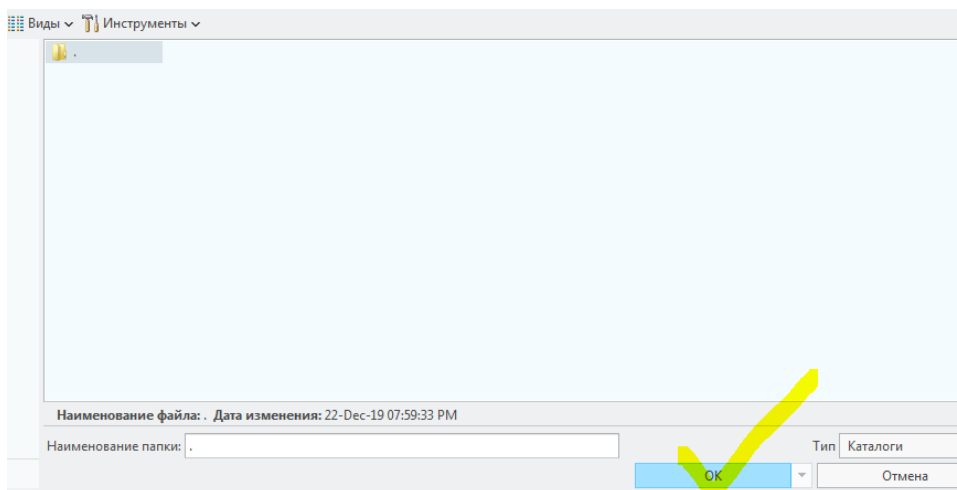 Виды Инструменты
.
Наименование файла: . Дата изменения: 22-Dec-19 07:59:33 PM
Наименование папки: . Тип Каталоги
OK Отмена